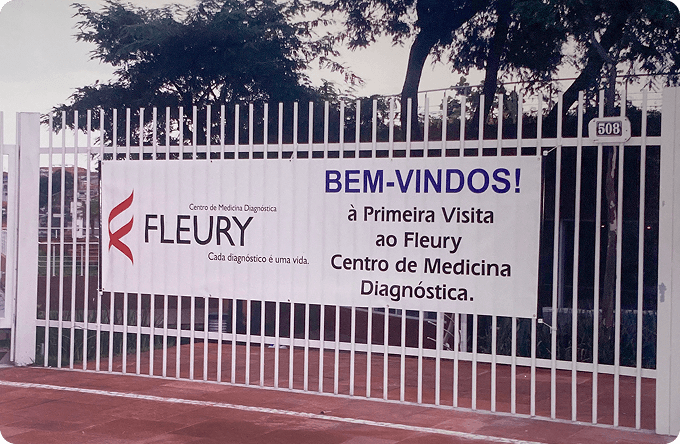 508
Centro de Medicina Diagnóstica
FLEURY
Cada diagnóstico é uma vida.
BEM-VINDOS!
à Primeira Visita
ao Fleury
Centro de Medicina
Diagnóstica.